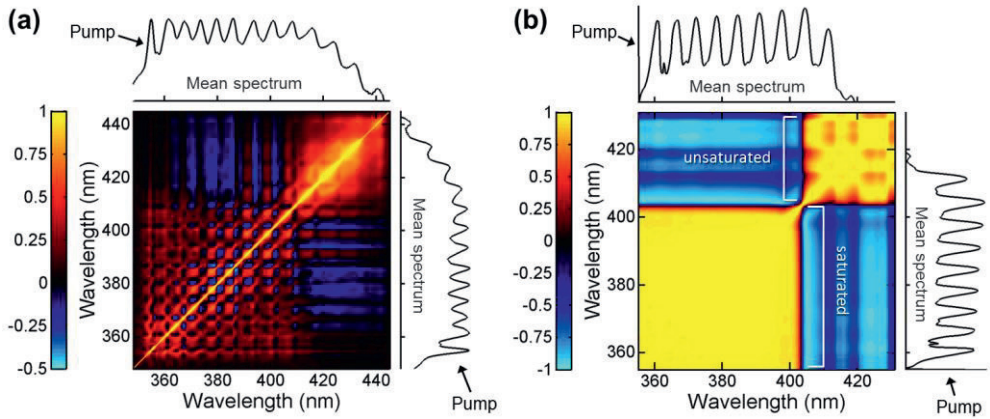 (a)
Pump
Mean spectrum
1
0.75
0.5
0.25
0
-0.25
-0.5
Wavelength (nm)
440
420
400
380
360
360 380 400 420 440
Wavelength (nm)
Mean spectrum
Pump
(b)
Pump
Mean spectrum
1
0.75
0.5
0.25
0
-0.25
-0.5
-0.75
-1
Wavelength (nm)
420
400
380
360
unsaturated
saturated
360 380 400 420
Wavelength (nm)
Mean spectrum
Pump